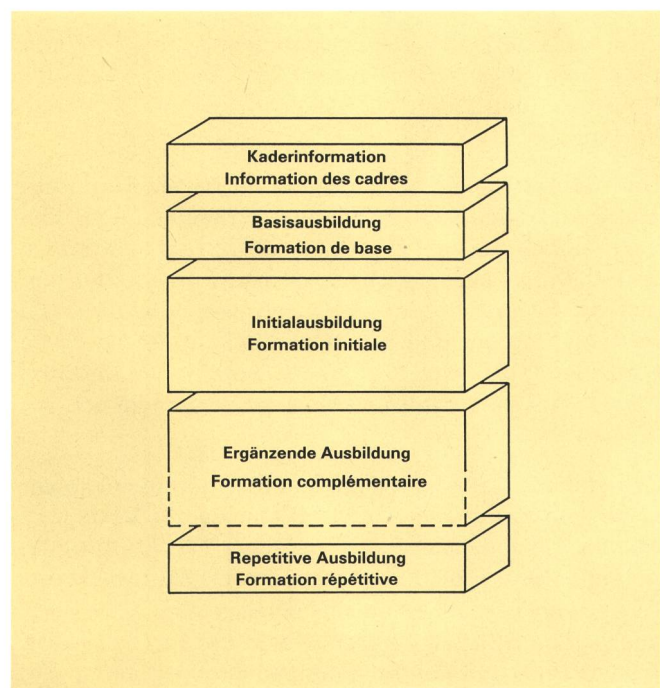 Kaderinformation
Information des cadres
Basisausbildung
Formation de base
Initialausbildung
Formation initiale
Ergänzende Ausbildung
Formation complémentaire
Repetitive Ausbildung
Formation répétitive